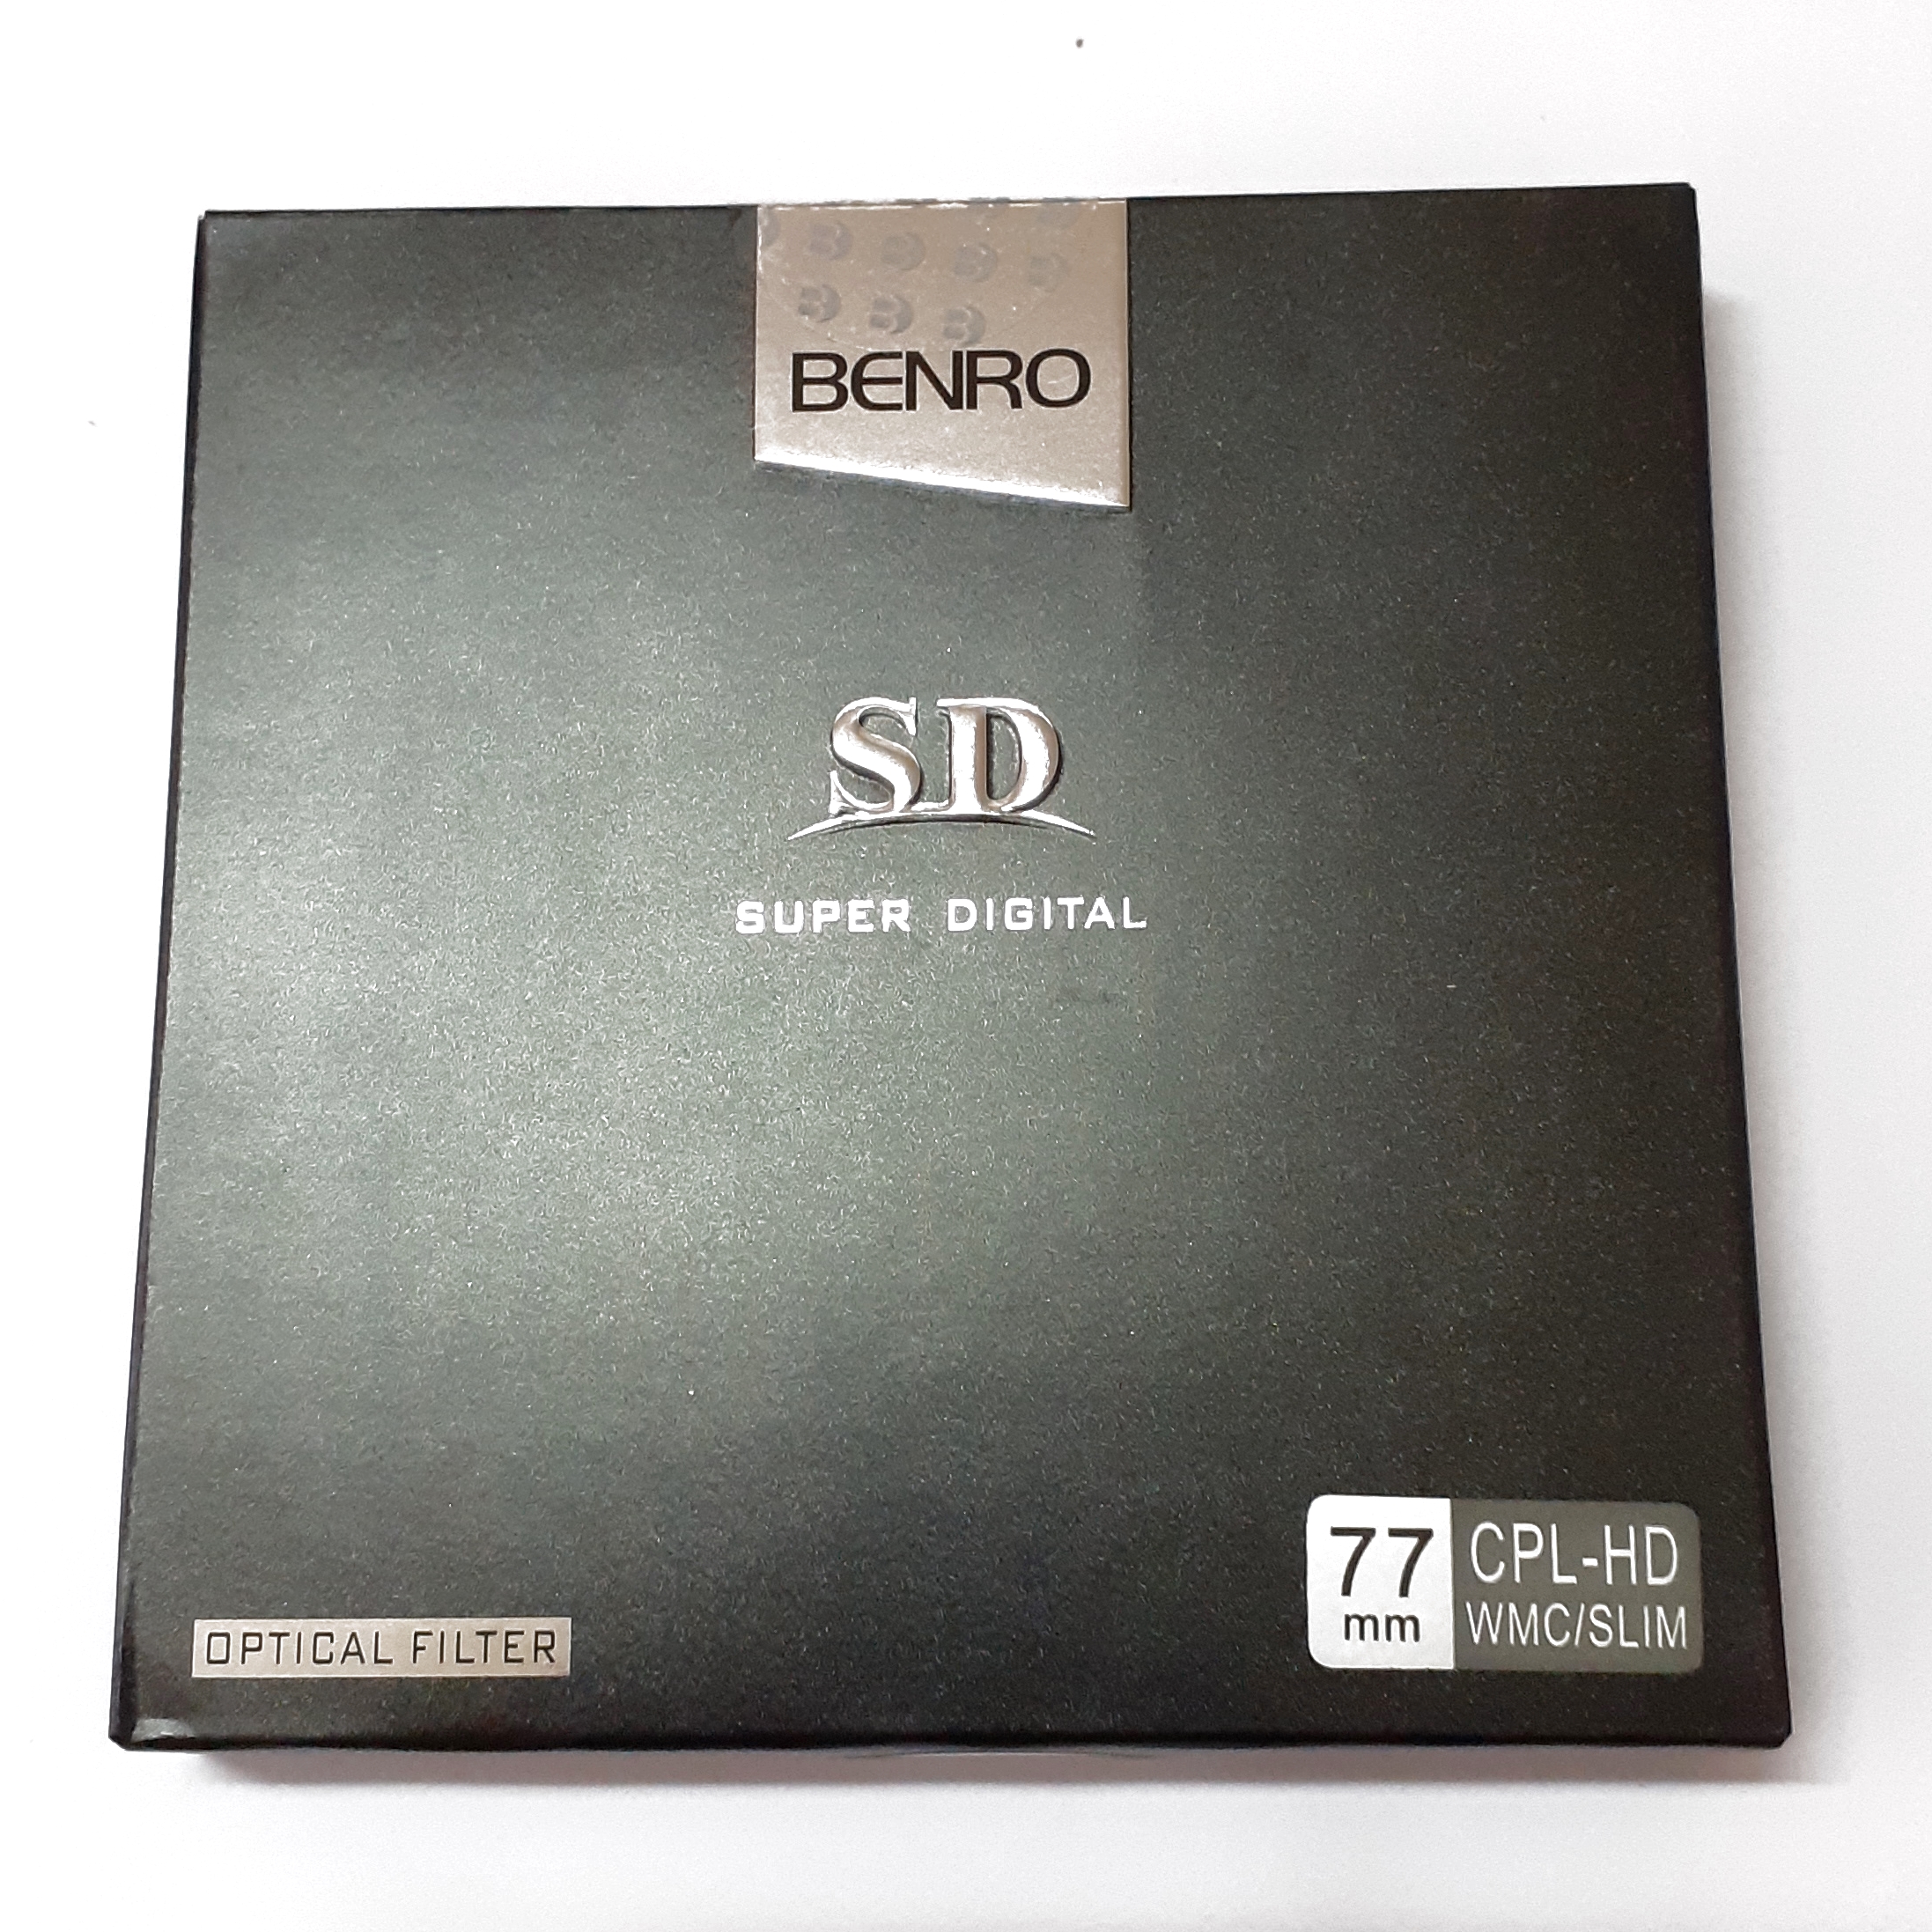 BENRO
SD
SUPER DIGITAL
77
mm
CPL-HD
WMC/SLIM
OPTICAL FILTER